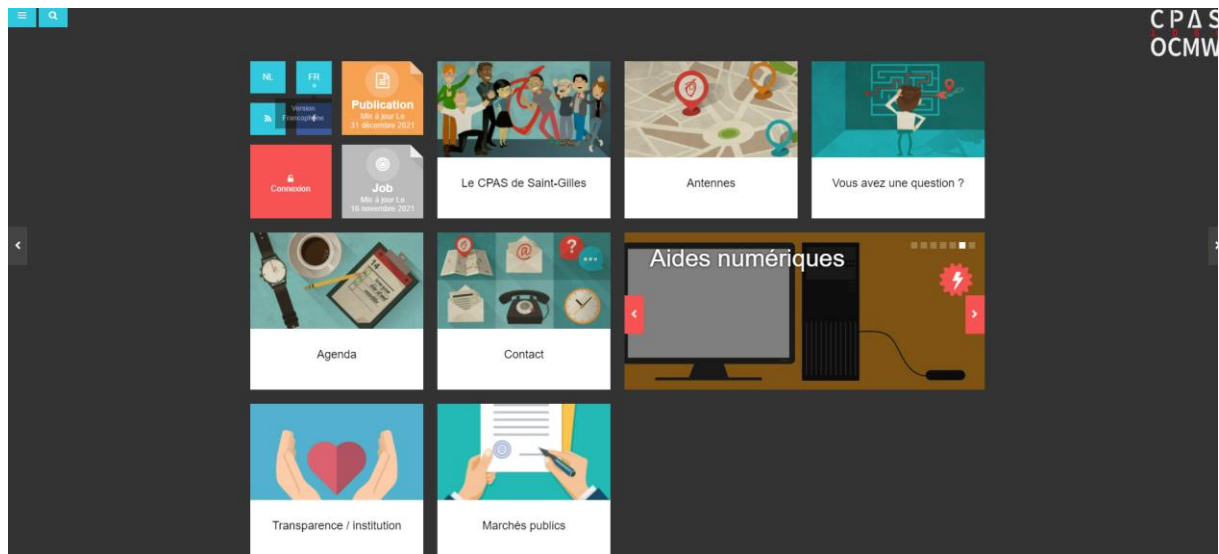 CPAS
OCMW
NL
FR
Version
Francophone
Publication
Mis à jour Le
31 décembre 2021
Connexion
Job
Mis à jour Le
16 novembre 2021
Le CPAS de Saint-Gilles
Antennes
Vous avez une question ?
14
@
?
Agenda
Contact
Aides numériques
Transparence / institution
Marchés publics